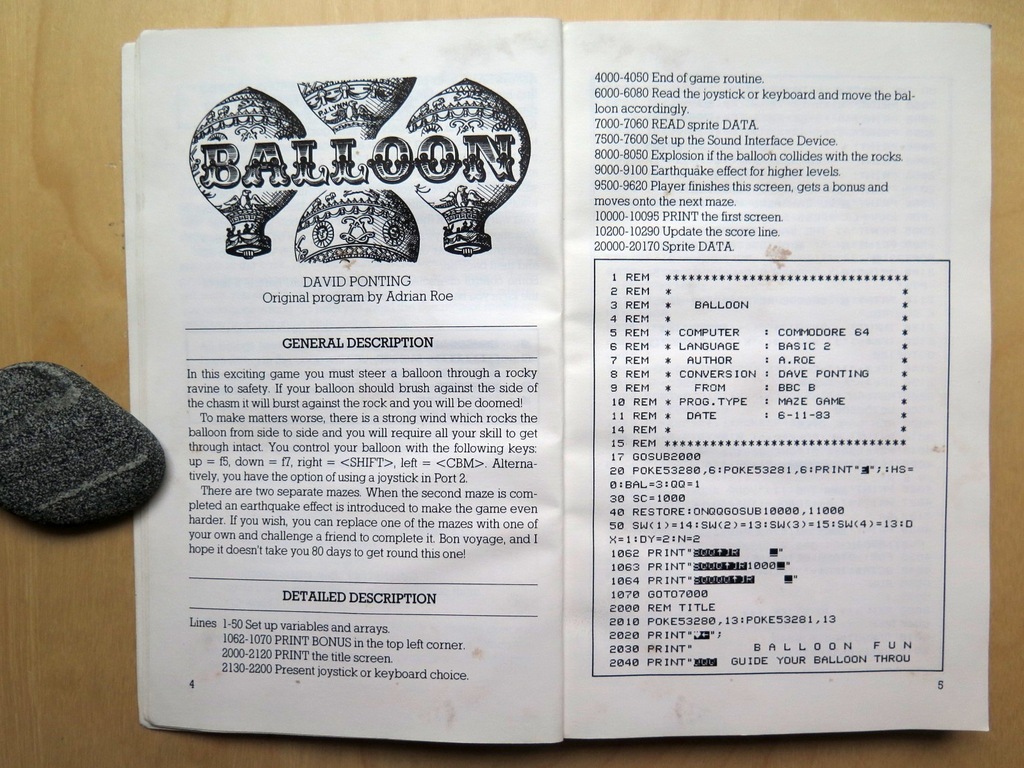 BALLOON
DAVID PONTING
Original program by Adrian Roe
GENERAL DESCRIPTION
In this exciting game you must steer a balloon through a rocky
ravine to safety. If your balloon should brush against the side of
the chasm it will burst against the rock and you will be doomed!
To make matters worse, there is a strong wind which rocks the
balloon from side to side and you will require all your skill to get
through intact. You control your balloon with the following keys:
up = f5, down = f7, right = <SHIFT>, left = <CBM>. Alterna-
tively, you have the option of using a joystick in Port 2.
There are two separate mazes. When the second maze is com-
pleted an earthquake effect is introduced to make the game even
harder. If you wish, you can replace one of the mazes with one of
your own and challenge a friend to complete it. Bon voyage, and I
hope it doesn't take you 80 days to get round this one!
DETAILED DESCRIPTION
Lines 1-50 Set up variables and arrays.
1062-1070 PRINT BONUS in the top left corner.
2000-2120 PRINT the title screen.
2130-2200 Present joystick or keyboard choice.
4
4000-4050 End of game routine.
6000-6080 Read the joystick or keyboard and move the bal-
loon accordingly.
7000-7060 READ sprite DATA.
7500-7600 Set up the Sound Interface Device.
8000-8050 Explosion if the balloon collides with the rocks.
9000-9100 Earthquake effect for higher levels.
9500-9620 Player finishes this screen, gets a bonus and
moves onto the next maze.
10000-10095 PRINT the first screen.
10200-10290 Update the score line.
20000-20170 Sprite DATA.
1 REM ********************************
2 REM * *
3 REM * BALLOON *
4 REM * *
5 REM * COMPUTER : COMMODORE 64 *
6 REM * LANGUAGE : BASIC 2 *
7 REM * AUTHOR : A.ROE *
8 REM * CONVERSION : DAVE PONTING *
9 REM * FROM : BBC B *
10 REM * PROG.TYPE : MAZE GAME *
11 REM * DATE : 6-11-83 *
14 REM * *
15 REM ********************************
17 GOSUB2000
20 POKE53280,6:POKE53281,6:PRINT"";:HS=
0:BAL=3:QQ=1
30 SC=1000
40 RESTORE:ONQQGOSUB10000,11000
50 SW(1)=14:SW(2)=13:SW(3)=15:SW(4)=13:D
X=1:DY=2:N=2
1062 PRINT" "
1063 PRINT"1000"
1064 PRINT" "
1070 GOTO7000
2000 REM TITLE
2010 POKE53280,13:POKE53281,13
2020 PRINT"";
2030 PRINT" B A L L O O N F U N
2040 PRINT" GUIDE YOUR BALLOON THROU
5